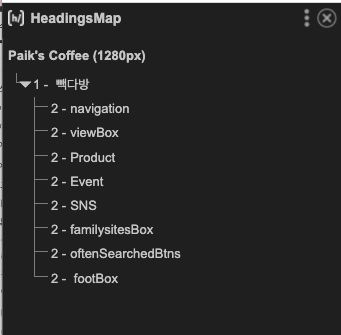 [h/] HeadingsMap
Paik's Coffee (1280px)
1 - 빽다방
2 - navigation
2 - viewBox
2 - Product
2 - Event
2 - SNS
2 - familysitesBox
2 - oftenSearchedBtns
2 - footBox